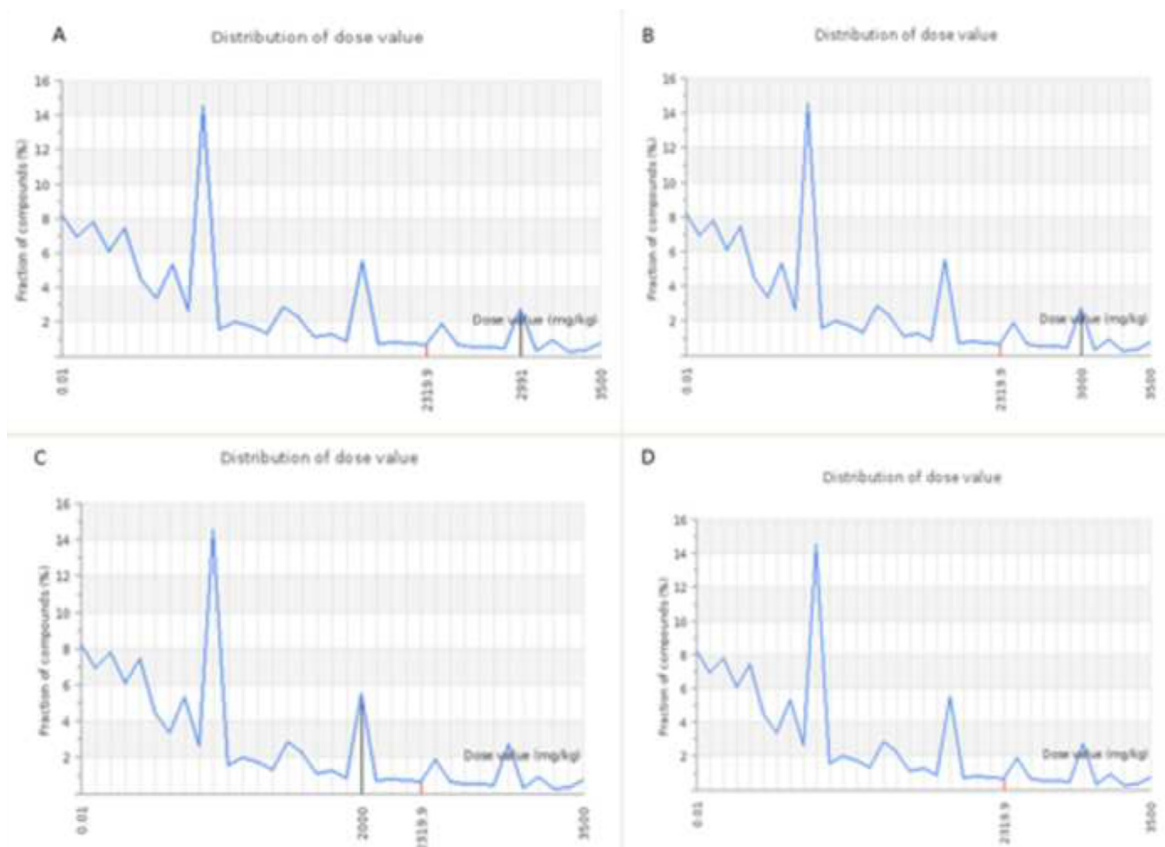 A
Distribution of dose value
Fraction of compounds (%)
16
14
12
10
8
6
4
2
Dose value (mg/kg)
0.01
2319.9
2991
3500
B
Distribution of dose value
Fraction of compounds (%)
16
14
12
10
8
6
4
2
Dose value (mg/kg)
0.01
2319.9
3000
3500
C
Distribution of dose value
Fraction of compounds (%)
16
14
12
10
8
6
4
2
Dose value (mg/kg)
0.01
2000
2319.9
3500
D
Distribution of dose value
Fraction of compounds (%)
16
14
12
10
8
6
4
2
Dose value (mg/kg)
0.01
2319.9
3500